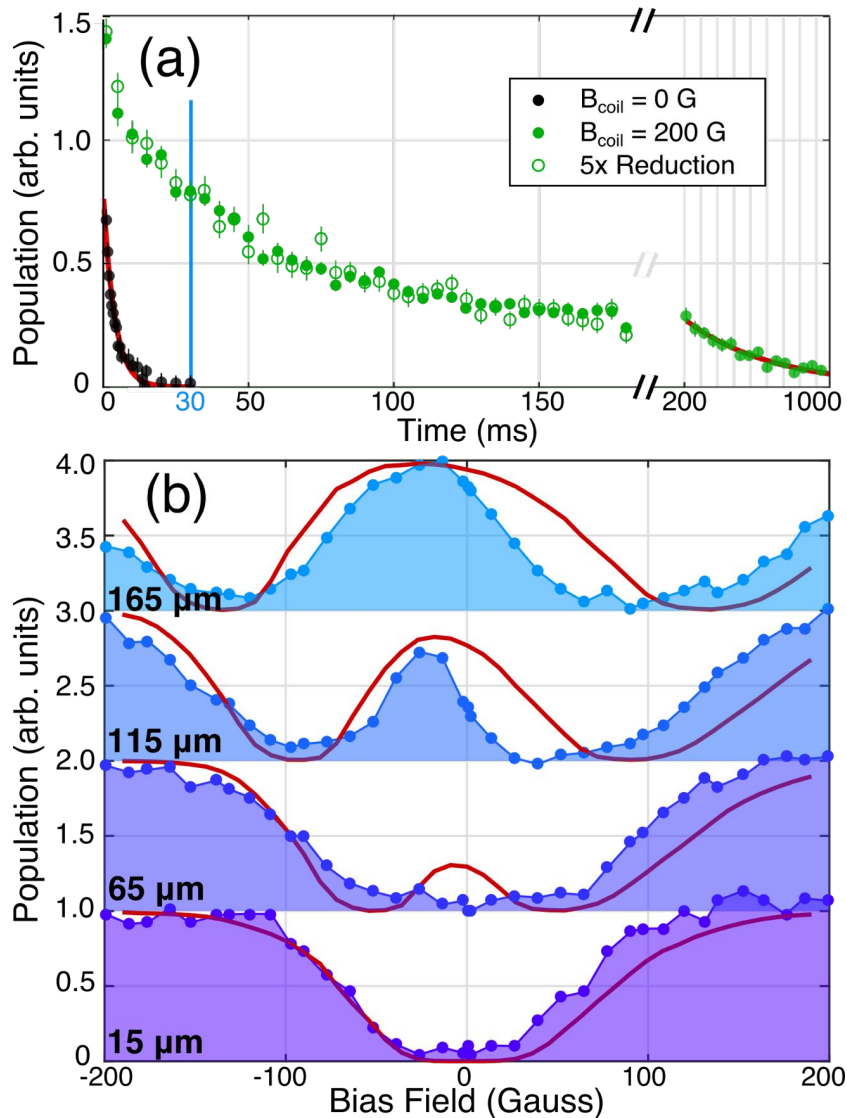 (a)
1.5
1.0
0.5
0
Population (arb. units)
B_coil = 0 G
B_coil = 200 G
5x Reduction
0
30
50
100
150
200
1000
Time (ms)
(b)
4.0
3.5
3.0
2.5
2.0
1.5
1.0
0.5
0
Population (arb. units)
165 µm
115 µm
65 µm
15 µm
-200
-100
0
100
200
Bias Field (Gauss)